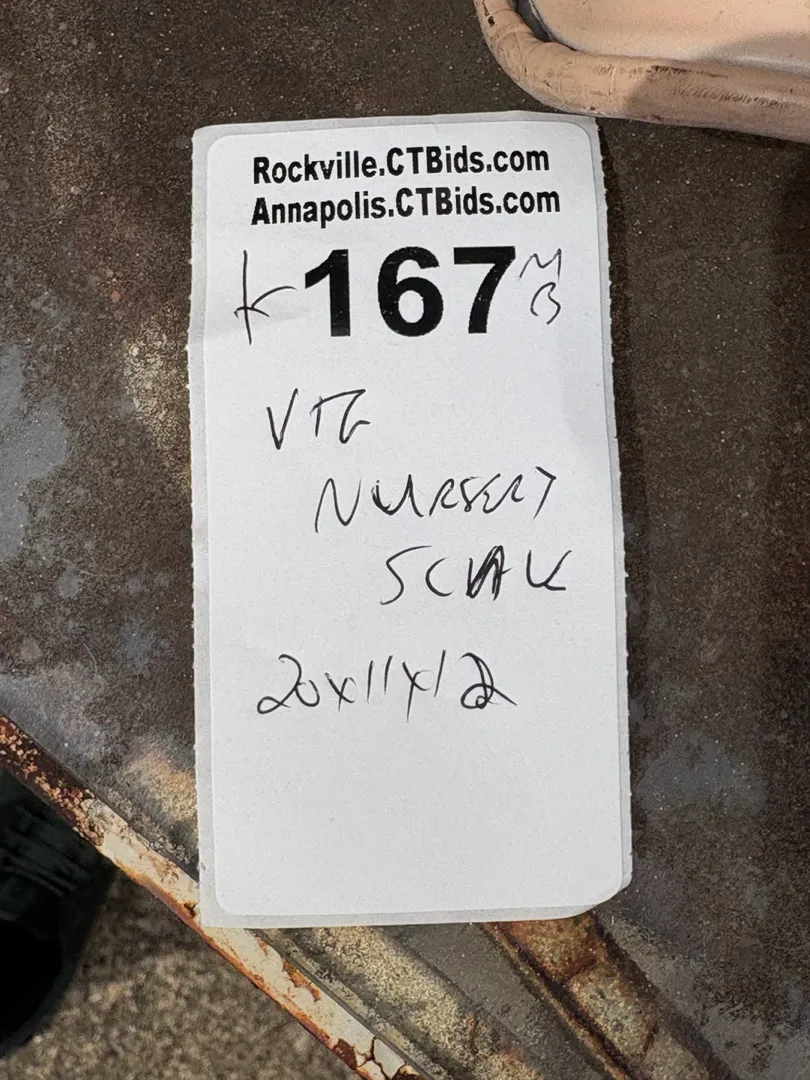 Rockville.CTBids.com
Annapolis.CTBids.com
K 167 MB
VTG
NURSERY
SCALE
20x11x12